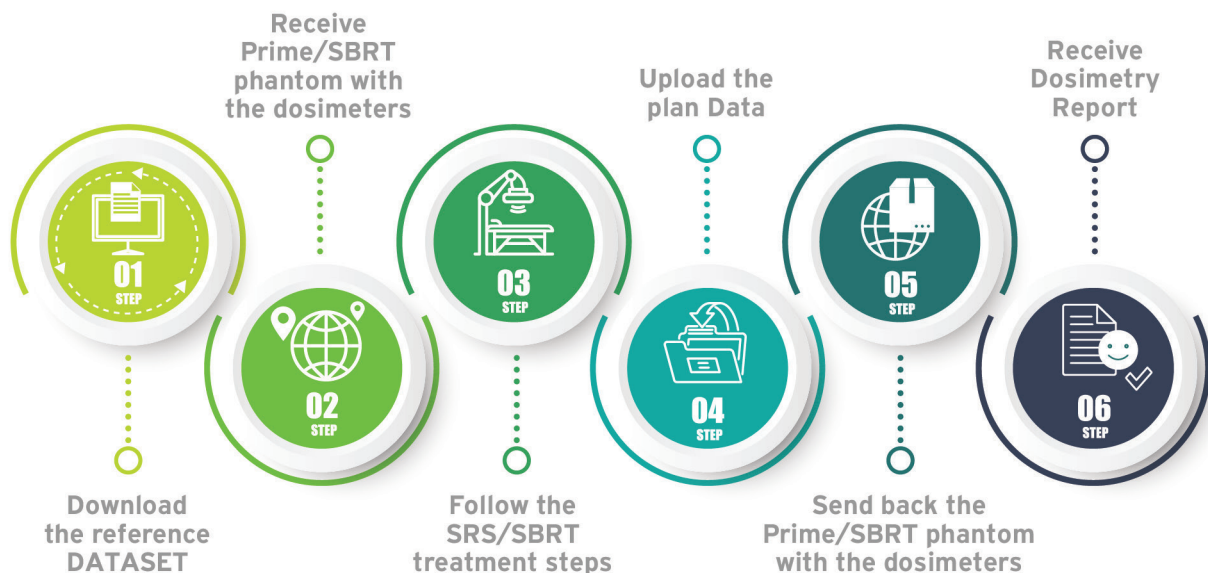 Receive
Prime/SBRT
phantom with
the dosimeters
Upload the
plan Data
Receive
Dosimetry
Report
01
STEP
02
STEP
03
STEP
04
STEP
05
STEP
06
STEP
Download
the reference
DATASET
Follow the
SRS/SBRT
treatment steps
Send back the
Prime/SBRT phantom
with the dosimeters